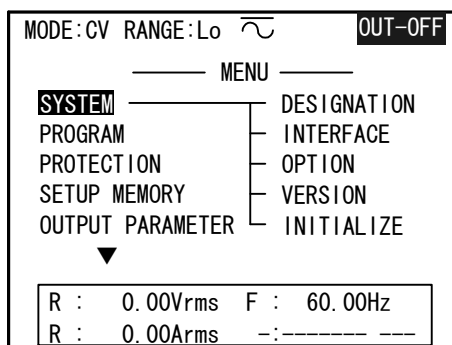 MODE:CV RANGE:Lo OUT-OFF
MENU
SYSTEM DESIGNATION
PROGRAM INTERFACE
PROTECTION OPTION
SETUP MEMORY VERSION
OUTPUT PARAMETER INITIALIZE
▼
R : 0.00Vrms F : 60.00Hz
R : 0.00Arms -:------- ---